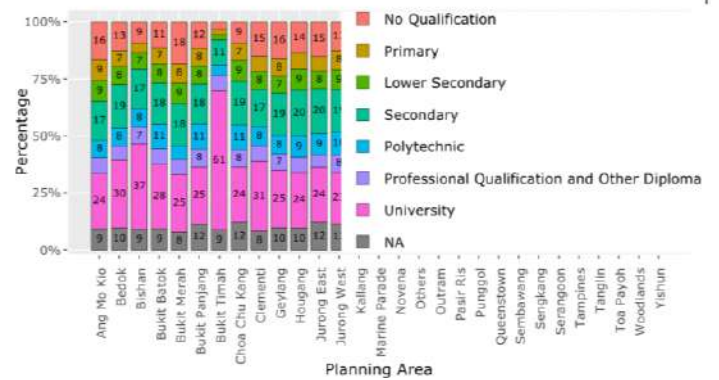 No Qualification
Primary
Lower Secondary
Secondary
Polytechnic
Professional Qualification and Other Diploma
University
NA
Percentage
100%
75%
50%
25%
0%
16 13 9 11 18 12 9 15 16 14 15
9 7 7 8 8 7 8 8
9 8 7 8 9 8 9 8 7 9 8 9
17 19 17 18 18 18 11 19 17 19 20 20
8 8 8 11 11 11 8 8 9 9
7 8 8 7 8
24 30 37 28 25 25 61 24 31 25 24 24
9 10 9 9 8 12 9 12 8 10 10 12
Ang Mo Kio
Bedok
Bishan
Bukit Batok
Bukit Merah
Bukit Panjang
Bukit Timah
Choa Chu Kang
Clementi
Geylang
Hougang
Jurong East
Jurong West
Kallang
Marine Parade
Novena
Others
Outram
Pasir Ris
Punggol
Queenstown
Sembawang
Sengkang
Serangoon
Tampines
Tanglin
Toa Payoh
Woodlands
Yishun
Planning Area